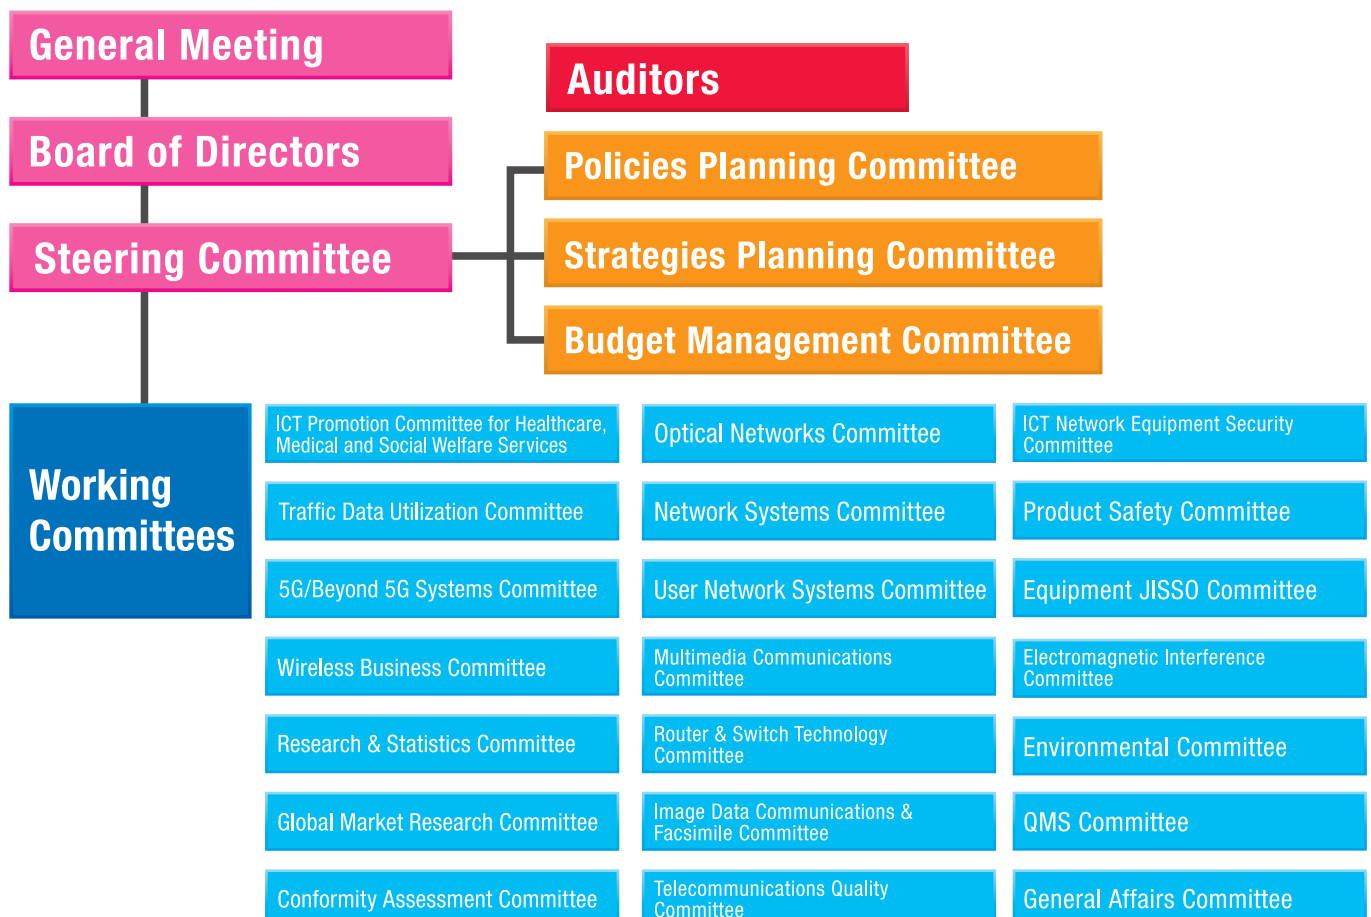 General Meeting
Board of Directors
Steering Committee
Auditors
Policies Planning Committee
Strategies Planning Committee
Budget Management Committee
Working
Committees
ICT Promotion Committee for Healthcare,
Medical and Social Welfare Services
Traffic Data Utilization Committee
5G/Beyond 5G Systems Committee
Wireless Business Committee
Research & Statistics Committee
Global Market Research Committee
Conformity Assessment Committee
Optical Networks Committee
Network Systems Committee
User Network Systems Committee
Multimedia Communications
Committee
Router & Switch Technology
Committee
Image Data Communications &
Facsimile Committee
Telecommunications Quality
Committee
ICT Network Equipment Security
Committee
Product Safety Committee
Equipment JISSO Committee
Electromagnetic Interference
Committee
Environmental Committee
QMS Committee
General Affairs Committee